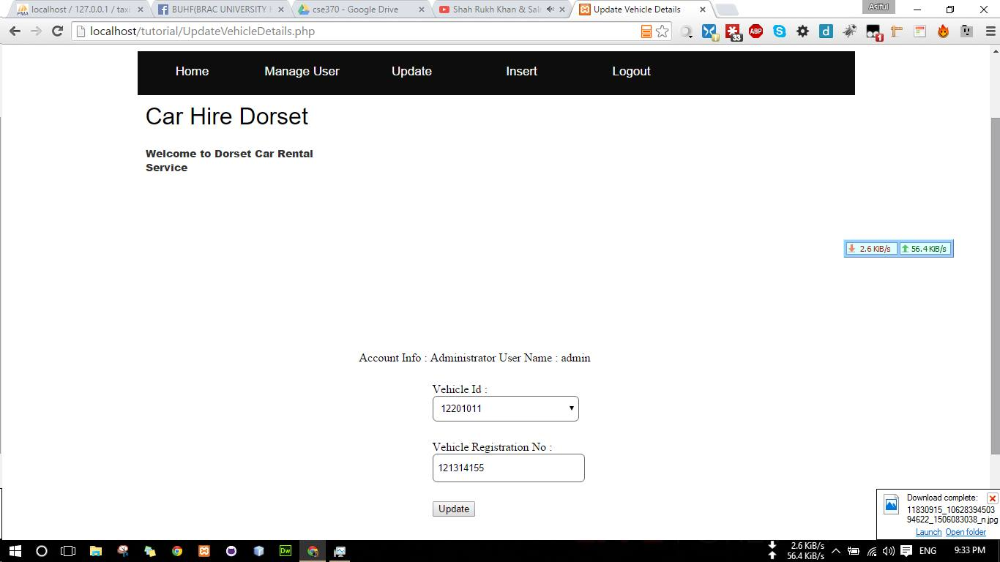 localhost / 127.0.0.1 / taxi
BUHF(BRAC UNIVERSITY
cse370 - Google Drive
Shah Rukh Khan & Sal
Update Vehicle Details
Asiful
localhost/tutorial/UpdateVehicleDetails.php
33
ABP
1
Home Manage User Update Insert Logout
Car Hire Dorset
Welcome to Dorset Car Rental
Service
2.6 KiB/s 56.4 KiB/s
Account Info : Administrator User Name : admin
Vehicle Id :
12201011
Vehicle Registration No :
121314155
Update
Download complete:
11830915_10628394503
94622_1506083038_n.jpg
Launch Open folder
Dw
2.6 KiB/s
56.4 KiB/s
ENG
9:33 PM